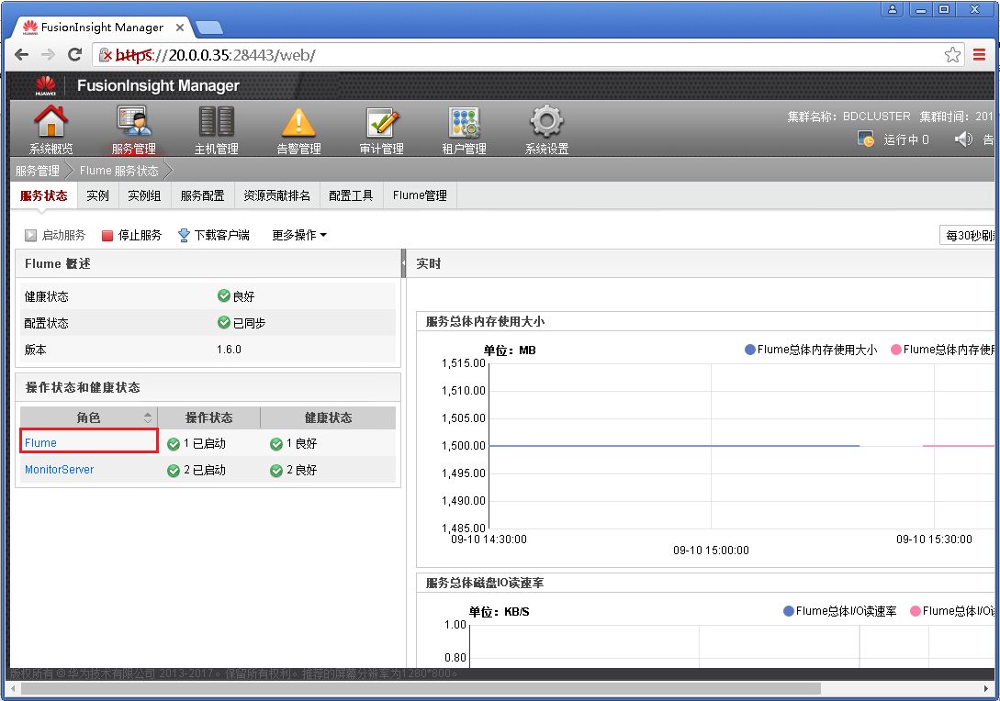 FusionInsight Manager
https://20.0.0.35:28443/web/
HUAWEI
FusionInsight Manager
系统概览 服务管理 主机管理 告警管理 审计管理 租户管理 系统设置
集群名称: BDCLUSTER 集群时间: 201
运行中 0 告
服务管理 Flume 服务状态
服务状态 实例 实例组 服务配置 资源贡献排名 配置工具 Flume管理
启动服务 停止服务 下载客户端 更多操作
每30秒刷新
Flume 概述
健康状态 良好
配置状态 已同步
版本 1.6.0
操作状态和健康状态
角色 操作状态 健康状态
Flume 1 已启动 1 良好
MonitorServer 2 已启动 2 良好
实时
服务总体内存使用大小
单位: MB
Flume总体内存使用大小 Flume总体内存使用
1,515.00
1,510.00
1,505.00
1,500.00
1,495.00
1,490.00
1,485.00
09-10 14:30:00
09-10 15:00:00
09-10 15:30:00
服务总体磁盘IO读速率
单位: KB/S
Flume总体I/O读速率 Flume总体I/O读
1.00
0.80
版权所有 © 华为技术有限公司 2013-2017。保留所有权利。推荐的屏幕分辨率为1280*800。